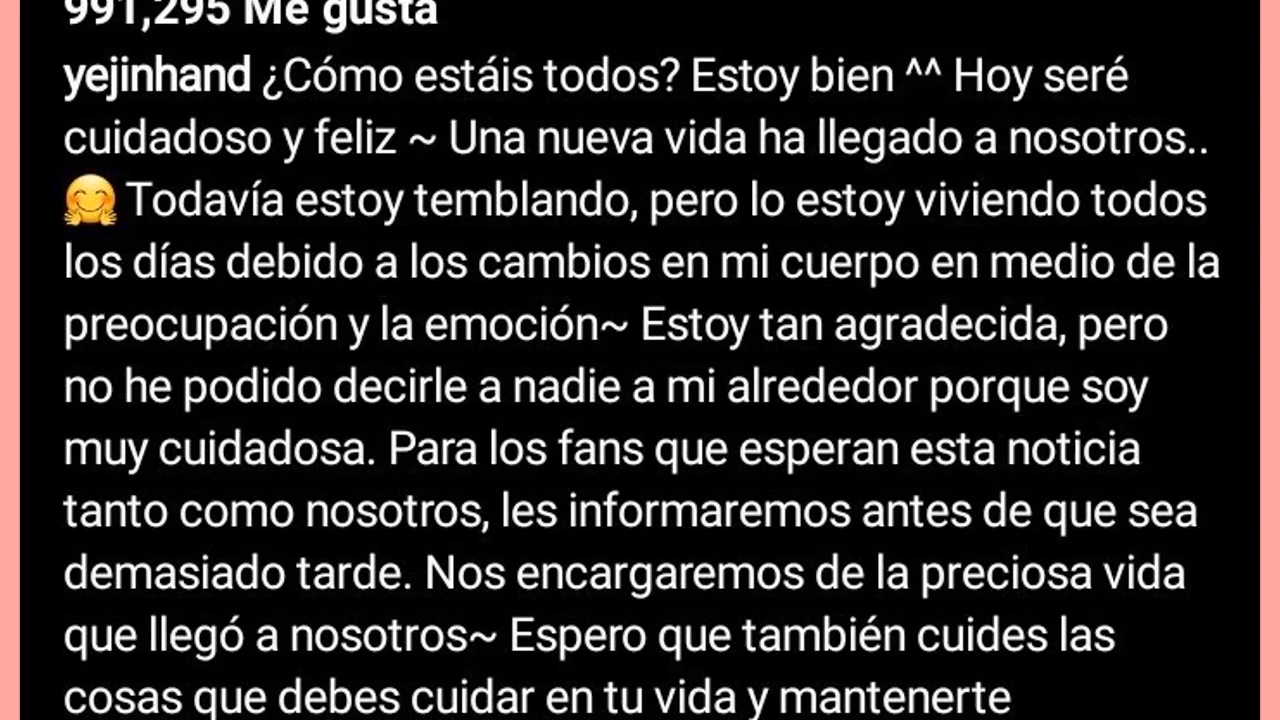 991,295 Me gusta
yejinhand ¿Cómo estáis todos? Estoy bien ^^ Hoy seré
cuidadoso y feliz ~ Una nueva vida ha llegado a nosotros..
🤗 Todavía estoy temblando, pero lo estoy viviendo todos
los días debido a los cambios en mi cuerpo en medio de la
preocupación y la emoción~ Estoy tan agradecida, pero
no he podido decirle a nadie a mi alrededor porque soy
muy cuidadosa. Para los fans que esperan esta noticia
tanto como nosotros, les informaremos antes de que sea
demasiado tarde. Nos encargaremos de la preciosa vida
que llegó a nosotros~ Espero que también cuides las
cosas que debes cuidar en tu vida y mantenerte